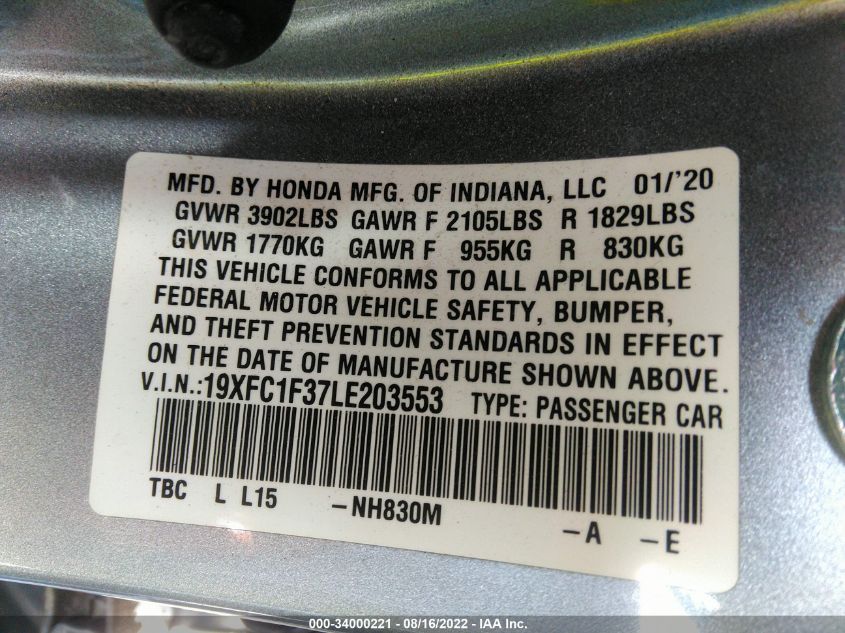 MFD. BY HONDA MFG. OF INDIANA, LLC 01/'20
GVWR 3902LBS GAWR F 2105LBS R 1829LBS
GVWR 1770KG GAWR F 955KG R 830KG
THIS VEHICLE CONFORMS TO ALL APPLICABLE
FEDERAL MOTOR VEHICLE SAFETY, BUMPER,
AND THEFT PREVENTION STANDARDS IN EFFECT
ON THE DATE OF MANUFACTURE SHOWN ABOVE.
V.I.N.:19XFC1F37LE203553 TYPE: PASSENGER CAR
TBC L L15 -NH830M -A -E
000-34000221 - 08/16/2022 - IAA Inc.